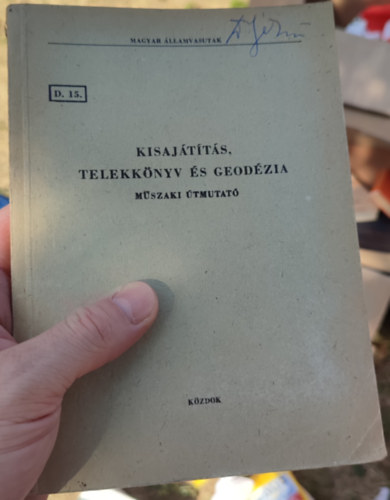 MAGYAR ÁLLAMVASUTAK
D. 15.
KISAJÁTÍTÁS,
TELEKKÖNYV ÉS GEODÉZIA
MŰSZAKI ÚTMUTATÓ
KÖZDOK